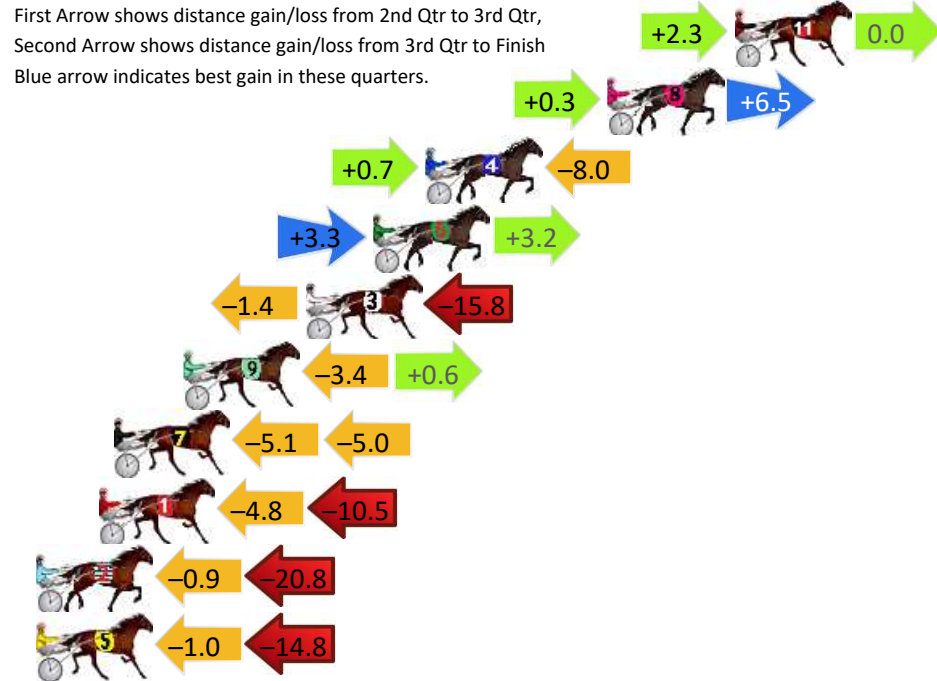 First Arrow shows distance gain/loss from 2nd Qtr to 3rd Qtr,
Second Arrow shows distance gain/loss from 3rd Qtr to Finish
Blue arrow indicates best gain in these quarters.
+2.3 11 0.0
+0.3 8 +6.5
+0.7 4 –8.0
+3.3 6 +3.2
–1.4 3 –15.8
9 –3.4 +0.6
7 –5.1 –5.0
1 –4.8 –10.5
2 –0.9 –20.8
5 –1.0 –14.8